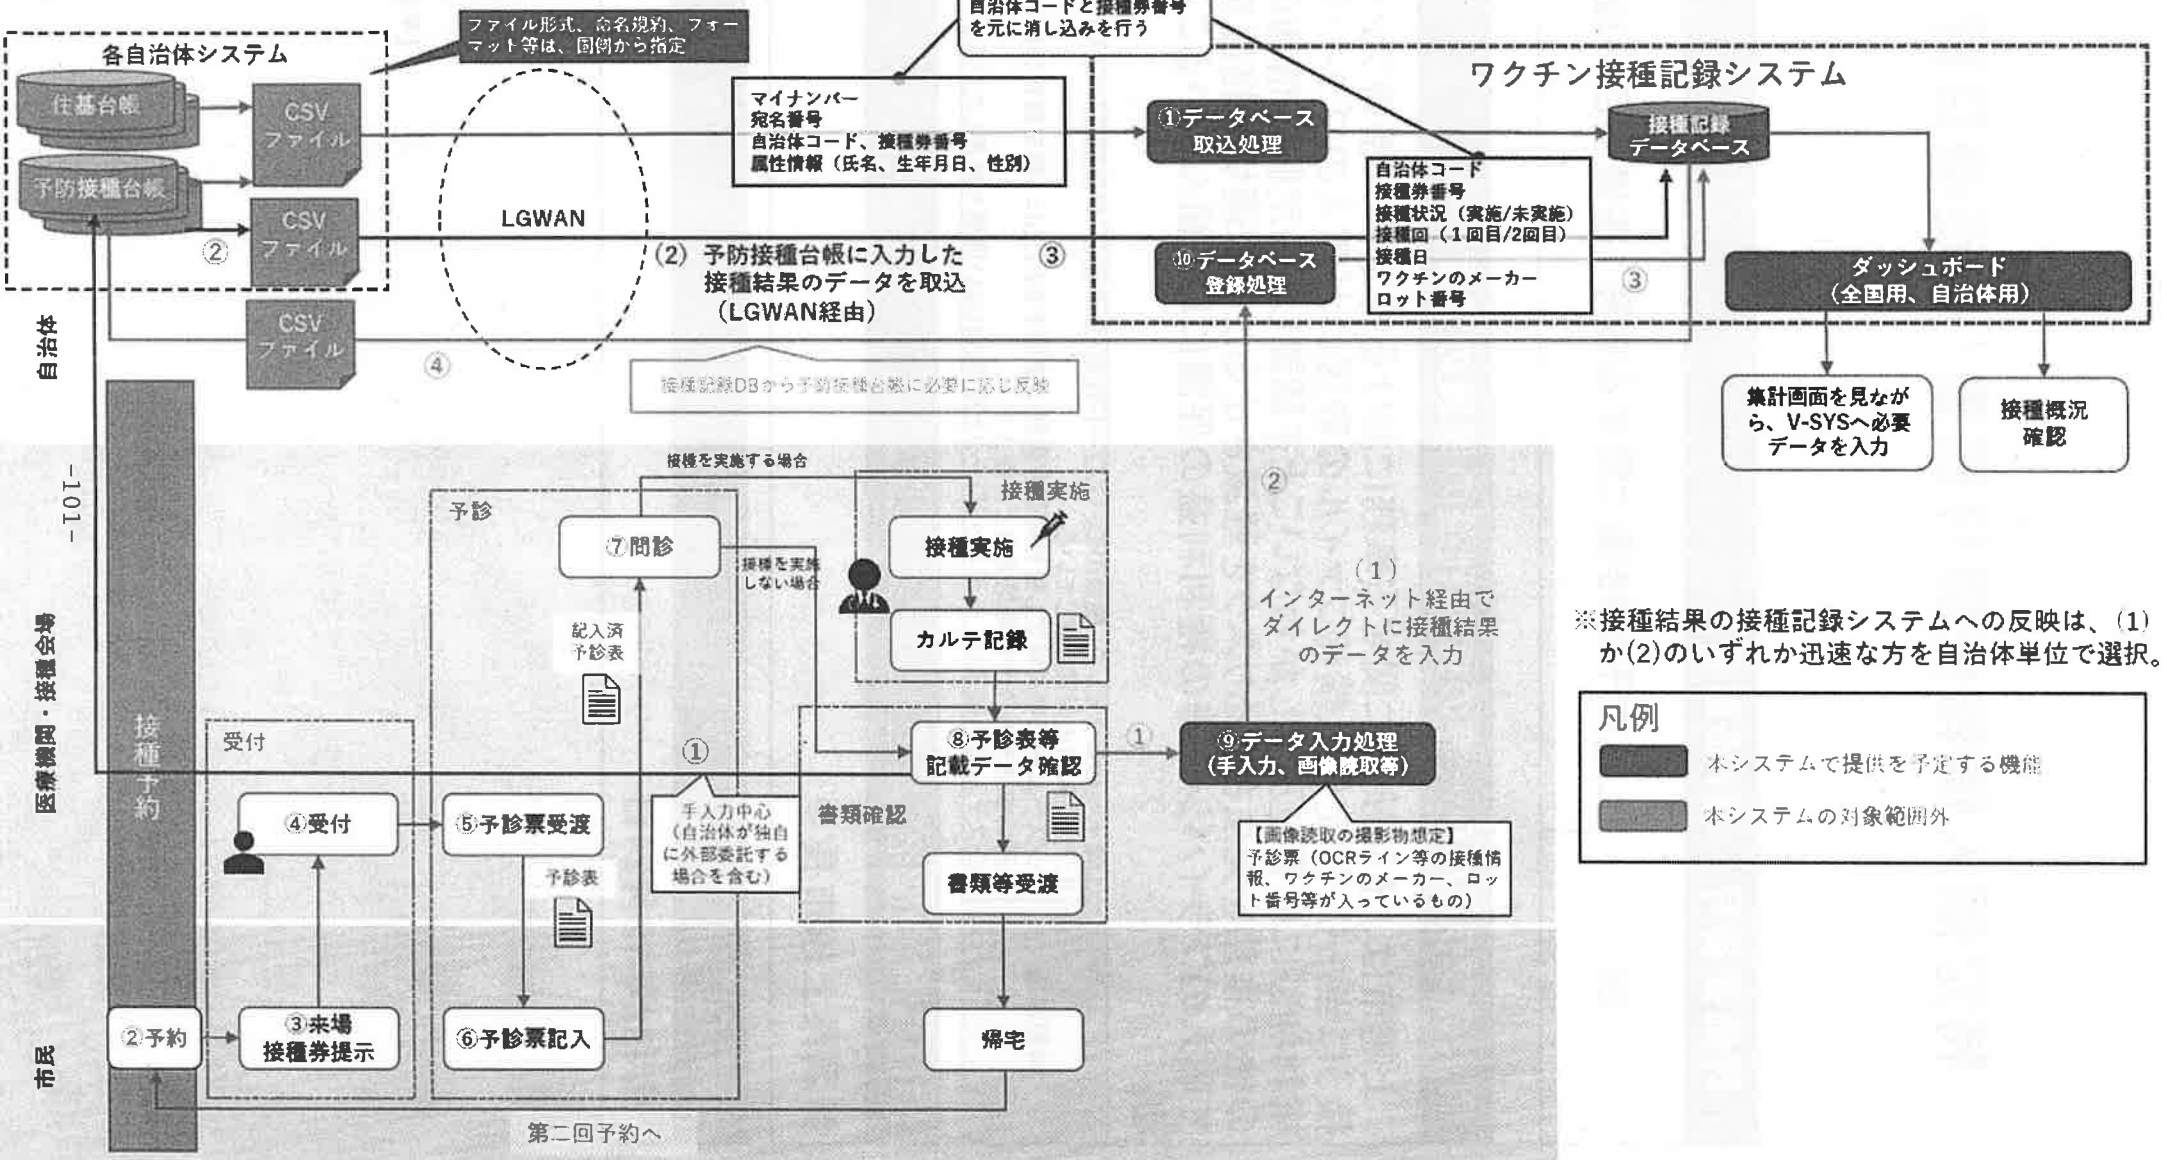 自治体コードと接種券番号
を元に消し込みを行う
ファイル形式、命名規約、フォー
マット等は、国側から指定
各自治体システム
住基台帳
予防接種台帳
CSV
ファイル
②
CSV
ファイル
CSV
ファイル
④
LGWAN
マイナンバー
宛名番号
自治体コード、接種券番号
属性情報（氏名、生年月日、性別）
(2) 予防接種台帳に入力した
接種結果のデータを取込
（LGWAN経由）
③
接種記録DBから予防接種台帳に必要に応じ反映
ワクチン接種記録システム
①データベース
取込処理
接種記録
データベース
自治体コード
接種券番号
接種状況（実施/未実施）
接種回（1回目/2回目）
接種日
ワクチンのメーカー
ロット番号
⑩データベース
登録処理
③
ダッシュボード
（全国用、自治体用）
集計画面を見なが
ら、V-SYSへ必要
データを入力
接種概況
確認
自治体
-101-
医療機関・接種会場
市民
接種予約
②予約
受付
④受付
③来場
接種券提示
予診
⑤予診票受渡
予診表
⑥予診票記入
記入済
予診表
⑦問診
接種を実施する場合
接種を実施
しない場合
接種実施
接種実施
カルテ記録
①
手入力中心
（自治体が独自
に外部委託する
場合を含む）
⑧予診表等
記載データ確認
書類確認
書類等受渡
帰宅
第二回予約へ
①
②
（1）
インターネット経由で
ダイレクトに接種結果
のデータを入力
⑨データ入力処理
（手入力、画像読取等）
【画像読取の撮影物想定】
予診票（OCRライン等の接種情
報、ワクチンのメーカー、ロッ
ト番号等が入っているもの）
※接種結果の接種記録システムへの反映は、(1)
か(2)のいずれか迅速な方を自治体単位で選択。
凡例
本システムで提供を予定する機能
本システムの対象範囲外